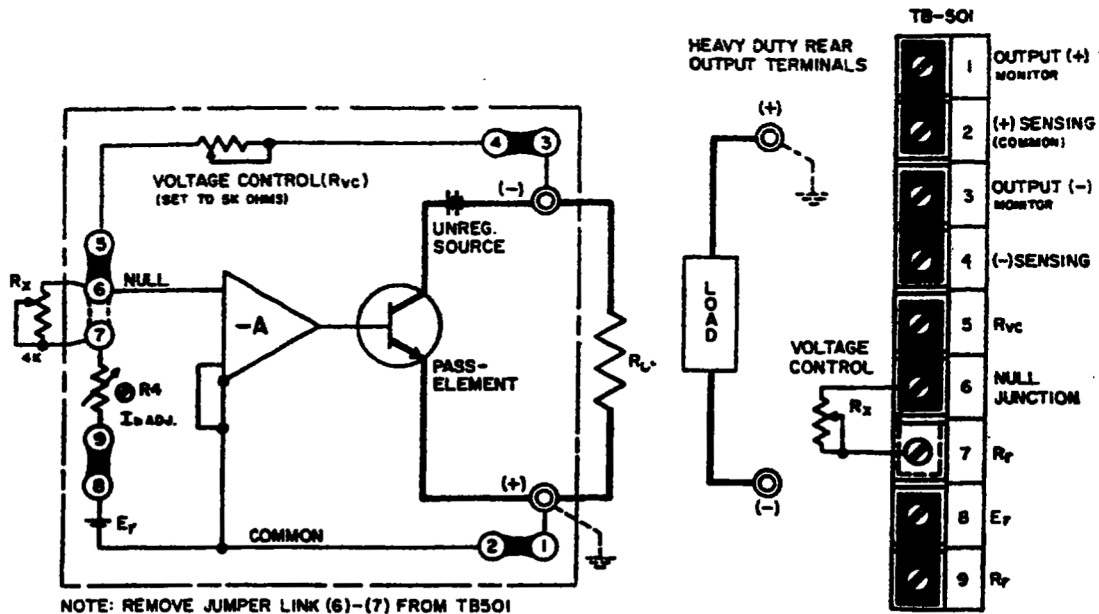 TB-501
HEAVY DUTY REAR
OUTPUT TERMINALS
1 OUTPUT (+)
MONITOR
2 (+) SENSING
(COMMON)
3 OUTPUT (-)
MONITOR
4 (-) SENSING
5 Rvc
6 NULL
JUNCTION
7 Rr
8 Er
9 Rr
(+)
LOAD
(-)
VOLTAGE
CONTROL
Rx
4 3
VOLTAGE CONTROL (Rvc)
(SET TO 5K OHMS)
(-)
UNREG.
SOURCE
5
Rx
6
NULL
7
4K
-A
R4
Ib ADJ.
PASS-
ELEMENT
9
8
Er
(+)
COMMON
2 1
NOTE: REMOVE JUMPER LINK (6)-(7) FROM TB501